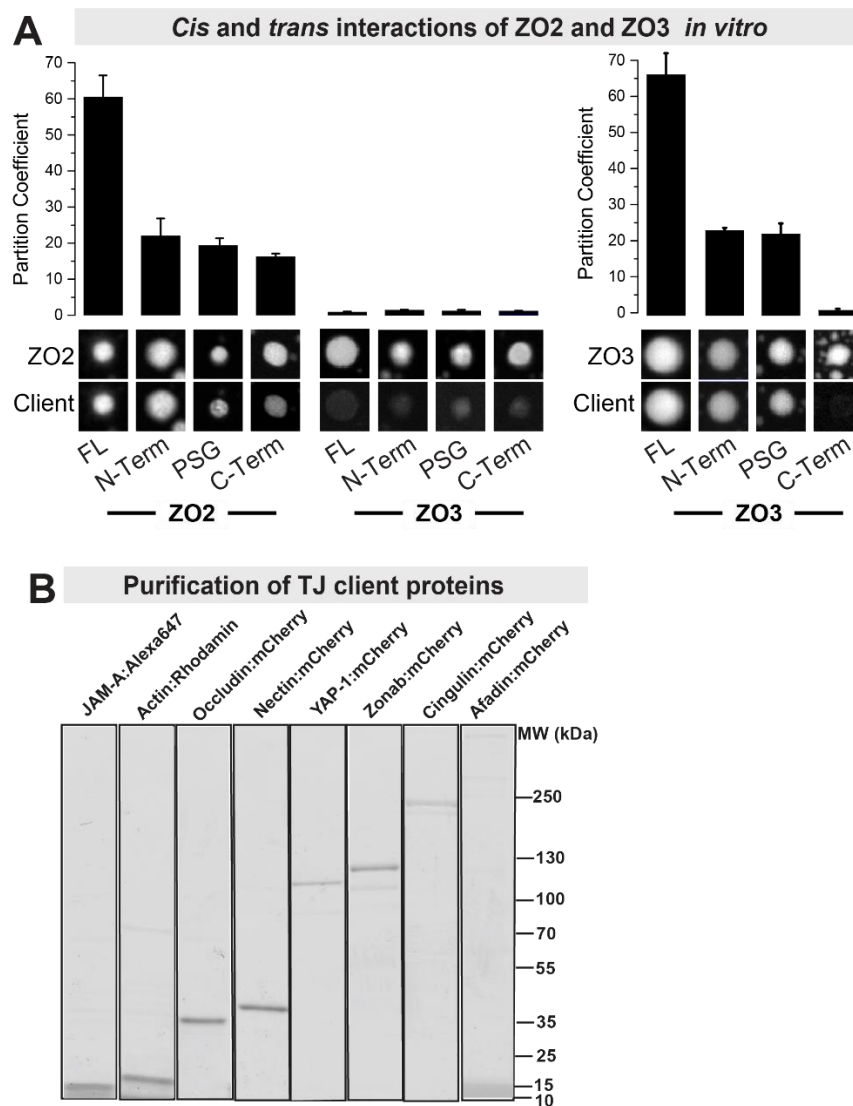 A
Cis and trans interactions of ZO2 and ZO3 in vitro
Partition Coefficient
70
60
50
40
30
20
10
0
ZO2
Client
FL
N-Term
PSG
C-Term
ZO2
FL
N-Term
PSG
C-Term
ZO3
Partition Coefficient
70
60
50
40
30
20
10
0
ZO3
Client
FL
N-Term
PSG
C-Term
ZO3
B
Purification of TJ client proteins
JAM-A:Alexa647
Actin:Rhodamin
Occludin:mCherry
Nectin:mCherry
YAP-1:mCherry
Zonab:mCherry
Cingulin:mCherry
Afadin:mCherry
MW (kDa)
250
130
100
70
55
35
25
15
10